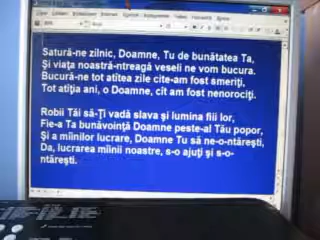 Satură-ne zilnic, Doamne, Tu de bunătatea Ta,
Şi viaţa noastră-ntreagă veseli ne vom bucura.
Bucură-ne tot atîtea zile cite-am fost smeriţi,
Tot atîţia ani, o Doamne, cît am fost nenorociţi.
Robii Tăi să-Ţi vadă slava şi lumina fiii lor,
Fie-a Ta bunăvoinţă Doamne peste-al Tău popor,
Şi a mîinilor lucrare, Doamne Tu să ne-o-ntăreşti,
Da, lucrarea mîinii noastre, s-o ajuţi şi s-o-
ntăreşti.